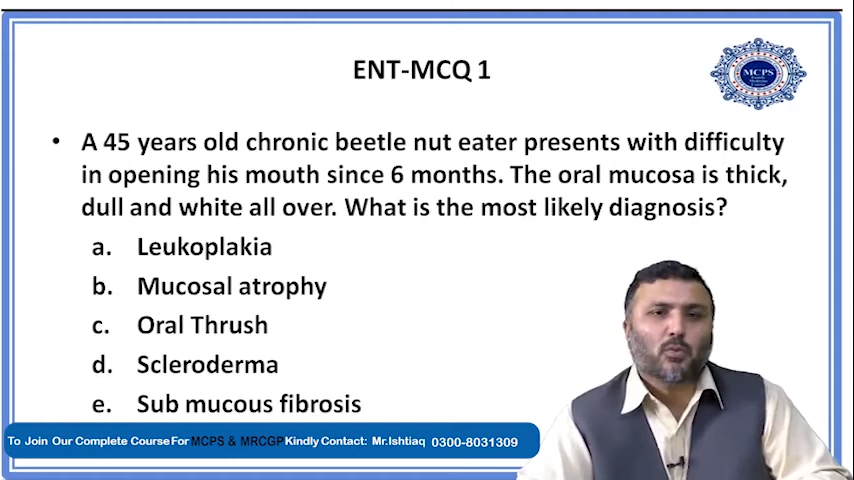 ENT-MCQ 1
MCPS
• A 45 years old chronic beetle nut eater presents with difficulty
in opening his mouth since 6 months. The oral mucosa is thick,
dull and white all over. What is the most likely diagnosis?
a. Leukoplakia
b. Mucosal atrophy
c. Oral Thrush
d. Scleroderma
e. Sub mucous fibrosis
To Join Our Complete Course For MCPS & MRCGP Kindly Contact: Mr.Ishtiaq 0300-8031309